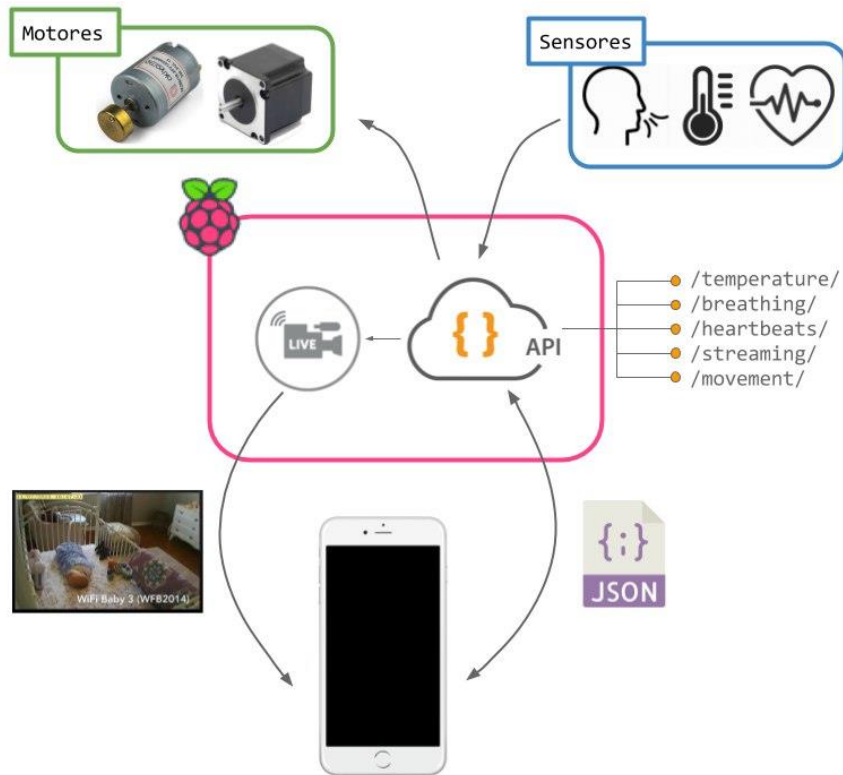 Motores
Sensores
LIVE
{ }
API
/temperature/
/breathing/
/heartbeats/
/streaming/
/movement/
WiFi Baby 3 (WFB2014)
{;}
JSON